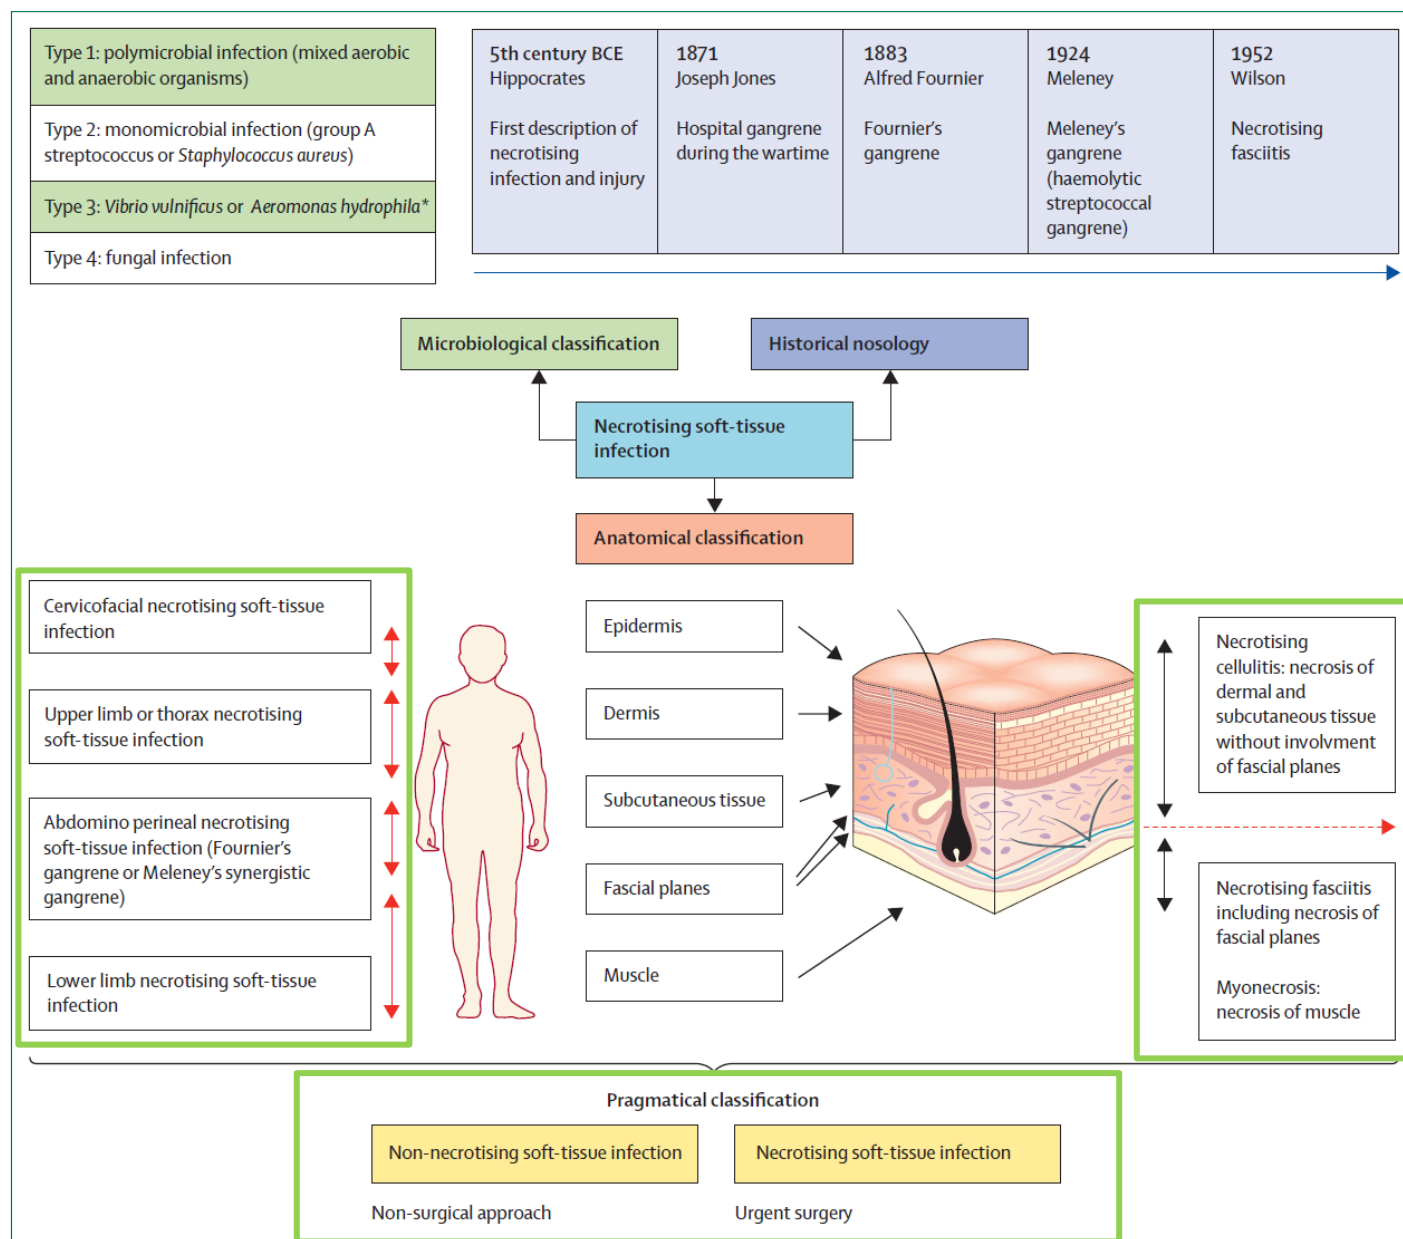 Type 1: polymicrobial infection (mixed aerobic
and anaerobic organisms)
Type 2: monomicrobial infection (group A
streptococcus or Staphylococcus aureus)
Type 3: Vibrio vulnificus or Aeromonas hydrophila*
Type 4: fungal infection
5th century BCE
Hippocrates
First description of
necrotising
infection and injury
1871
Joseph Jones
Hospital gangrene
during the wartime
1883
Alfred Fournier
Fournier's
gangrene
1924
Meleney
Meleney's
gangrene
(haemolytic
streptococcal
gangrene)
1952
Wilson
Necrotising
fasciitis
Microbiological classification
Historical nosology
Necrotising soft-tissue
infection
Anatomical classification
Cervicofacial necrotising soft-tissue
infection
Upper limb or thorax necrotising
soft-tissue infection
Abdomino perineal necrotising
soft-tissue infection (Fournier's
gangrene or Meleney's synergistic
gangrene)
Lower limb necrotising soft-tissue
infection
Epidermis
Dermis
Subcutaneous tissue
Fascial planes
Muscle
Necrotising
cellulitis: necrosis of
dermal and
subcutaneous tissue
without involvment
of fascial planes
Necrotising fasciitis
including necrosis of
fascial planes
Myonecrosis:
necrosis of muscle
Pragmatical classification
Non-necrotising soft-tissue infection
Necrotising soft-tissue infection
Non-surgical approach
Urgent surgery